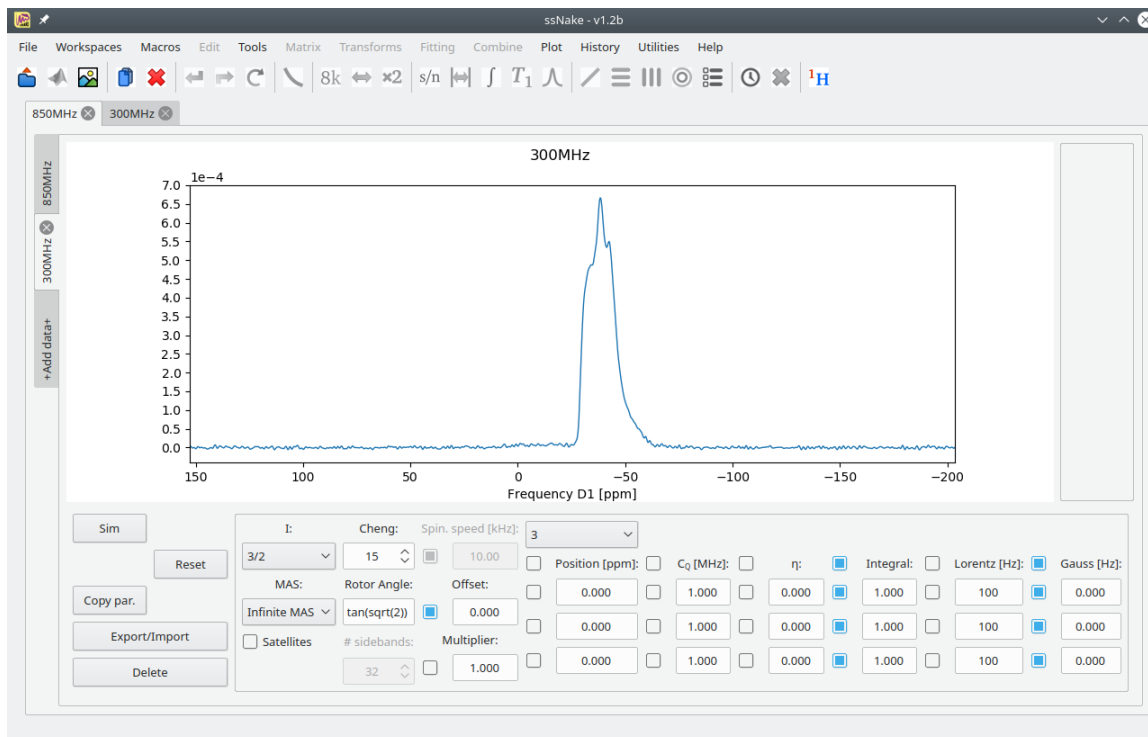 ssNake - v1.2b
File Workspaces Macros Edit Tools Matrix Transforms Fitting Combine Plot History Utilities Help
8k ⇔ ×2 s/n ∫ T1 ¹H
850MHz 300MHz
850MHz
300MHz
+Add data+
300MHz
1e−4
7.0
6.5
6.0
5.5
5.0
4.5
4.0
3.5
3.0
2.5
2.0
1.5
1.0
0.5
0.0
150 100 50 0 −50 −100 −150 −200
Frequency D1 [ppm]
Sim
Reset
Copy par.
Export/Import
Delete
I: Cheng: Spin. speed [kHz]: 3
3/2 15 10.00 Position [ppm]: CQ [MHz]: η: Integral: Lorentz [Hz]: Gauss [Hz]:
MAS: Rotor Angle: Offset: 0.000 1.000 0.000 1.000 100 0.000
Infinite MAS tan(sqrt(2)) 0.000
Satellites # sidebands: Multiplier: 0.000 1.000 0.000 1.000 100 0.000
32 1.000 0.000 1.000 0.000 1.000 100 0.000